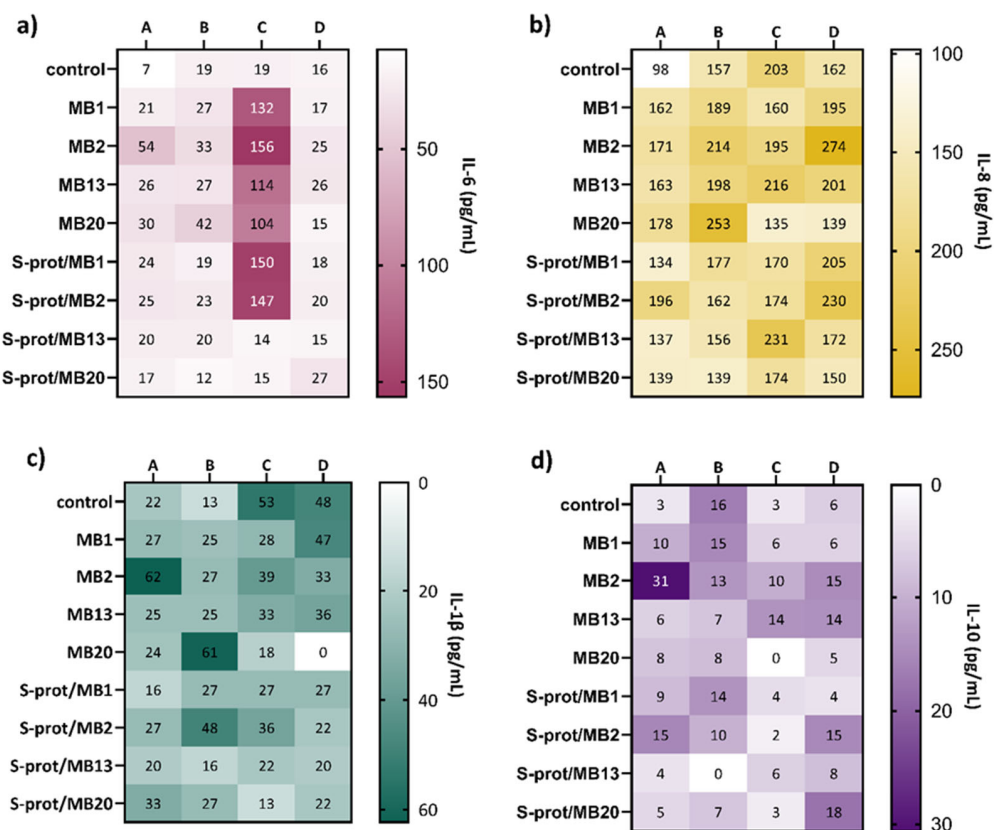 a)
A B C D
control 7 19 19 16
MB1 21 27 132 17
MB2 54 33 156 25
MB13 26 27 114 26
MB20 30 42 104 15
S-prot/MB1 24 19 150 18
S-prot/MB2 25 23 147 20
S-prot/MB13 20 20 14 15
S-prot/MB20 17 12 15 27
50
100
150
IL-6 (pg/mL)
b)
A B C D
control 98 157 203 162
MB1 162 189 160 195
MB2 171 214 195 274
MB13 163 198 216 201
MB20 178 253 135 139
S-prot/MB1 134 177 170 205
S-prot/MB2 196 162 174 230
S-prot/MB13 137 156 231 172
S-prot/MB20 139 139 174 150
100
150
200
250
IL-8 (pg/mL)
c)
A B C D
control 22 13 53 48
MB1 27 25 28 47
MB2 62 27 39 33
MB13 25 25 33 36
MB20 24 61 18 0
S-prot/MB1 16 27 27 27
S-prot/MB2 27 48 36 22
S-prot/MB13 20 16 22 20
S-prot/MB20 33 27 13 22
0
20
40
60
IL-1β (pg/mL)
d)
A B C D
control 3 16 3 6
MB1 10 15 6 6
MB2 31 13 10 15
MB13 6 7 14 14
MB20 8 8 0 5
S-prot/MB1 9 14 4 4
S-prot/MB2 15 10 2 15
S-prot/MB13 4 0 6 8
S-prot/MB20 5 7 3 18
0
10
20
30
IL-10 (pg/mL)